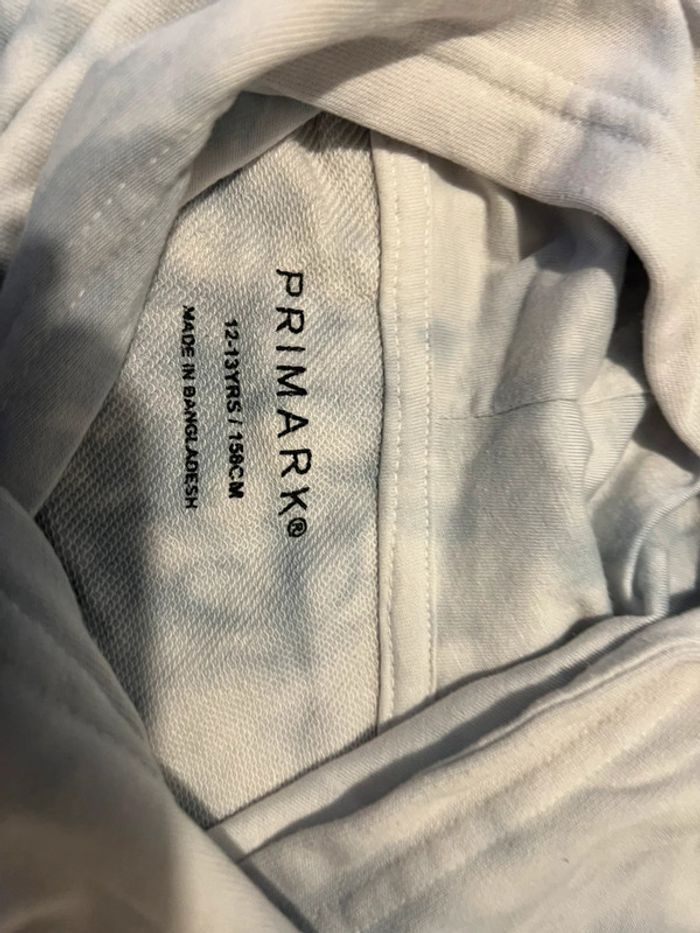 PRIMARK®
12-13YRS / 158CM
MADE IN BANGLADESH